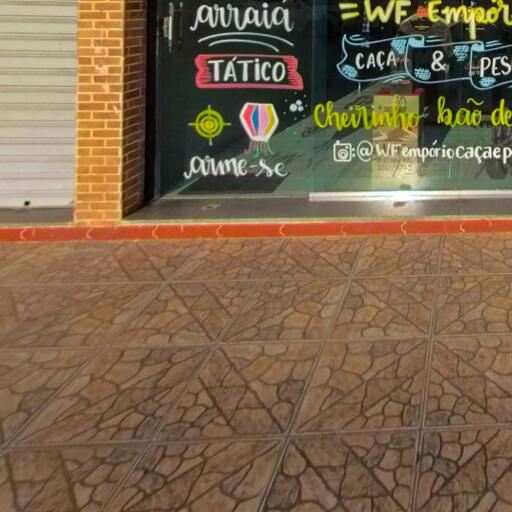 arraiá
TÁTICO
arme-se
= WF Empór
CAÇA & PES
Cheirinho bão de
@WFempóriocaçaep